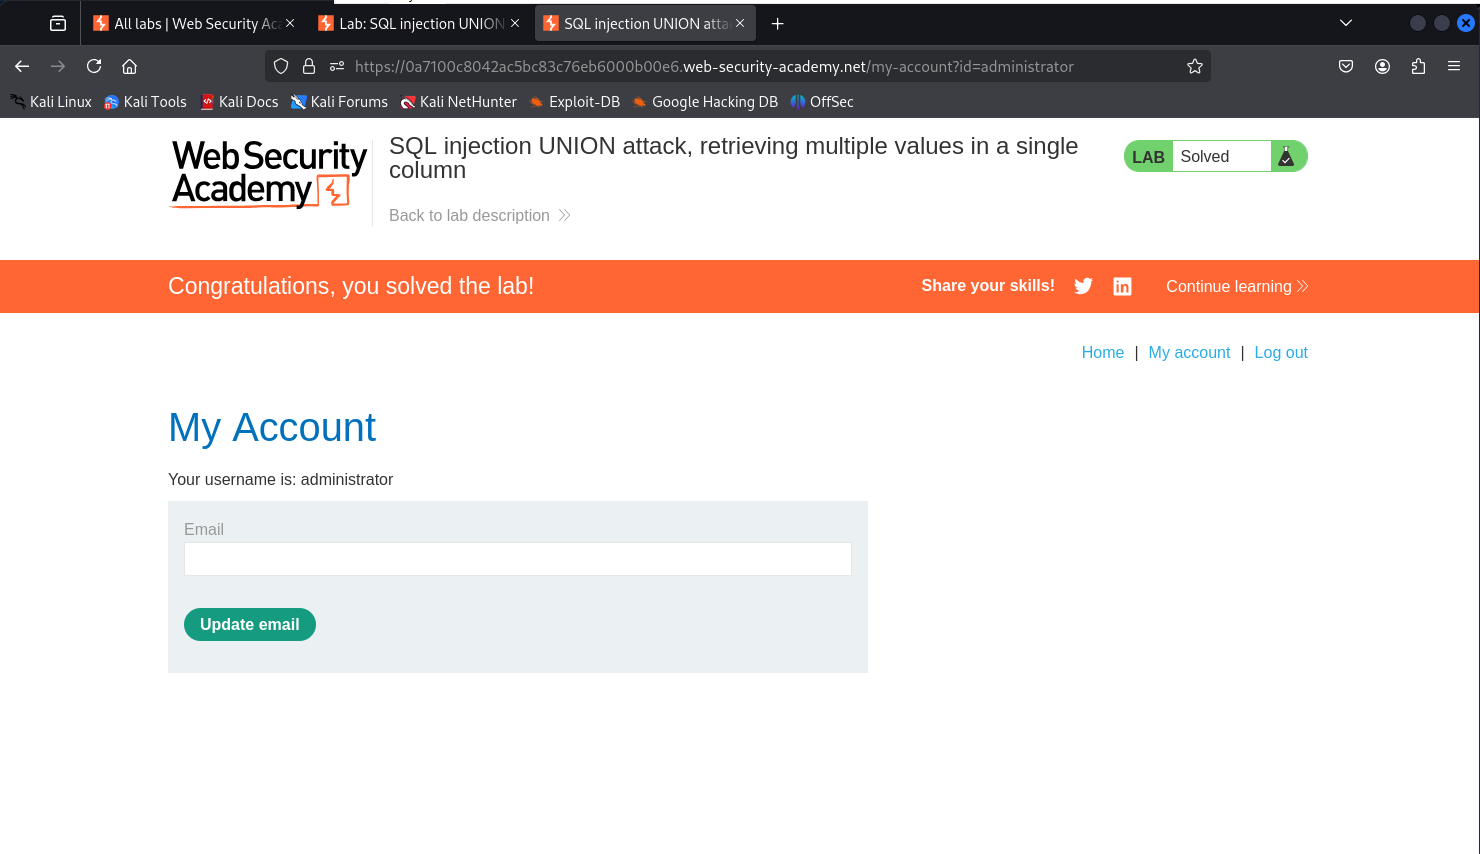 All labs | Web Security Aca
Lab: SQL injection UNION
SQL injection UNION atta
https://0a7100c8042ac5bc83c76eb6000b00e6.web-security-academy.net/my-account?id=administrator
Kali Linux Kali Tools Kali Docs Kali Forums Kali NetHunter Exploit-DB Google Hacking DB OffSec
Web Security
Academy
SQL injection UNION attack, retrieving multiple values in a single
column
Back to lab description
LAB Solved
Congratulations, you solved the lab!
Share your skills!
Continue learning
Home | My account | Log out
My Account
Your username is: administrator
Email
Update email